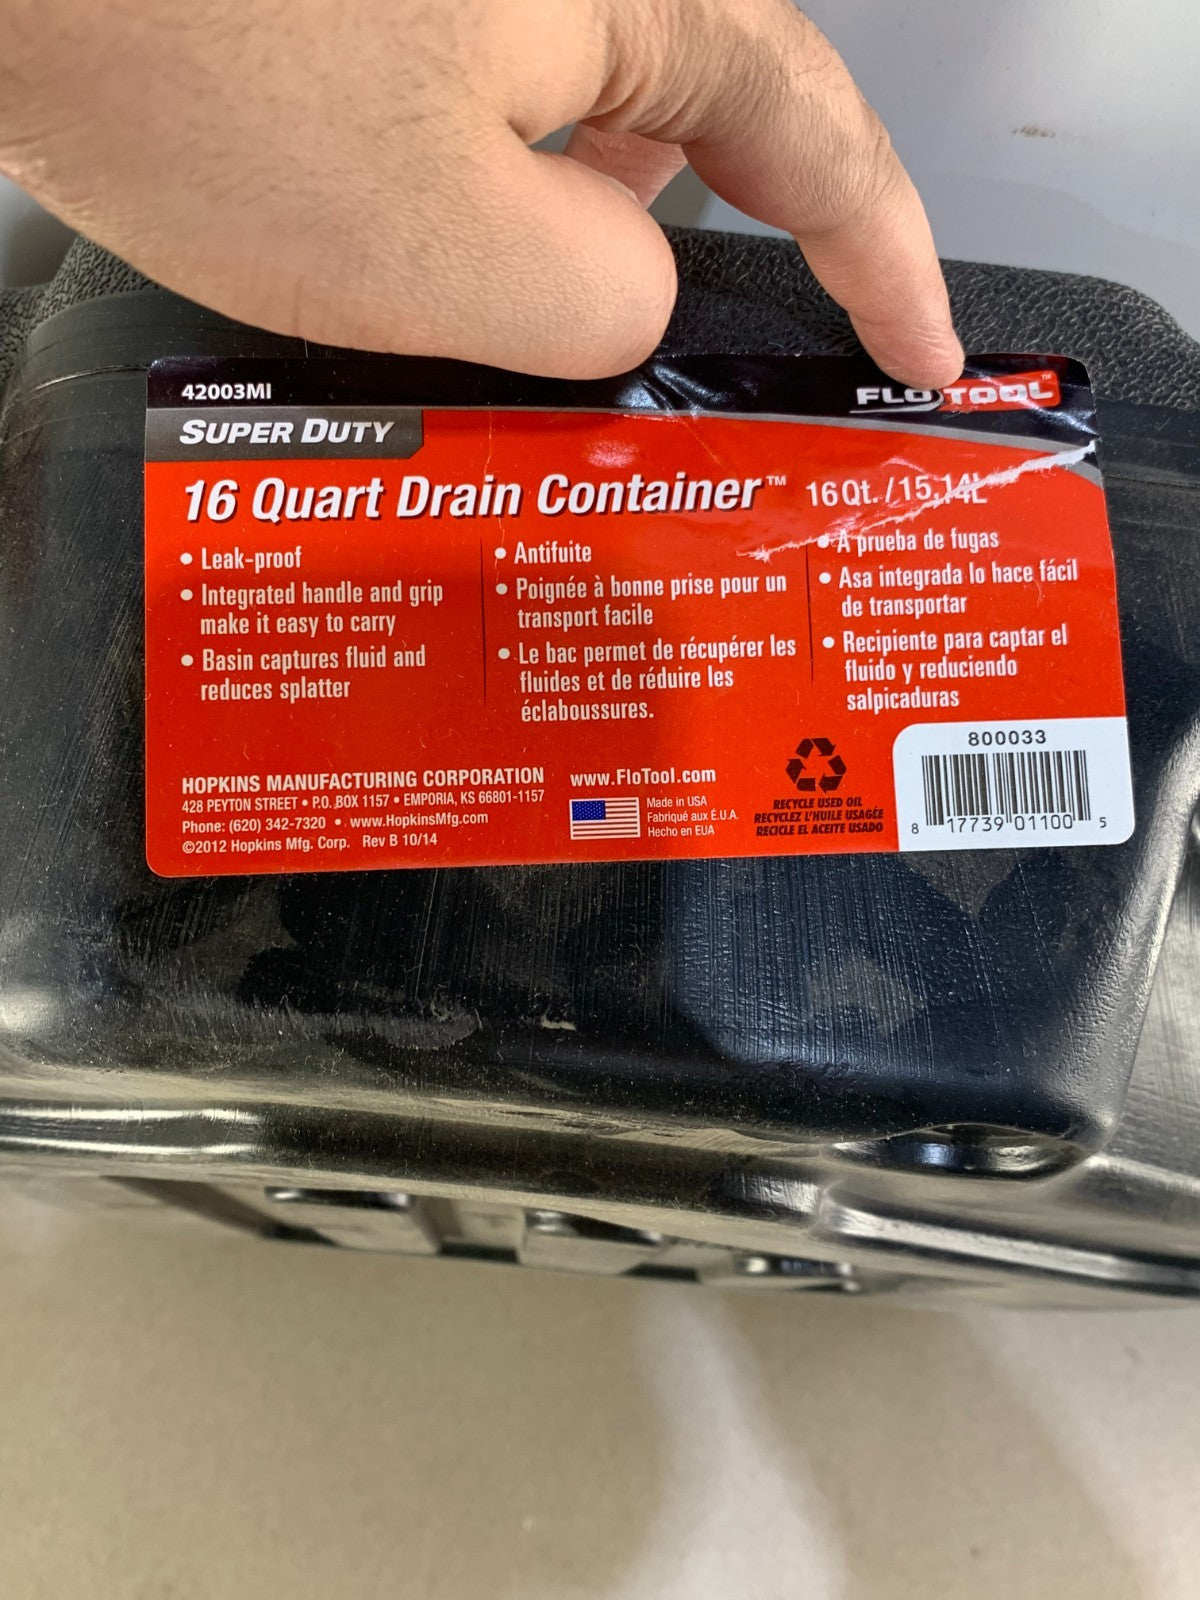 42003MI
FLOTOOL™
SUPER DUTY
16 Quart Drain Container™ 16 Qt. / 15,14L
• Leak-proof
• Integrated handle and grip
make it easy to carry
• Basin captures fluid and
reduces splatter
• Antifuite
• Poignée à bonne prise pour un
transport facile
• Le bac permet de récupérer les
fluides et de réduire les
éclaboussures.
• A prueba de fugas
• Asa integrada lo hace fácil
de transportar
• Recipiente para captar el
fluido y reduciendo
salpicaduras
HOPKINS MANUFACTURING CORPORATION
428 PEYTON STREET • P.O. BOX 1157 • EMPORIA, KS 66801-1157
Phone: (620) 342-7320 • www.HopkinsMfg.com
©2012 Hopkins Mfg. Corp. Rev B 10/14
www.FloTool.com
Made in USA
Fabriqué aux É.U.A.
Hecho en EUA
RECYCLE USED OIL
RECYCLEZ L'HUILE USAGÉE
RECICLE EL ACEITE USADO
800033
8 17739 01100 5